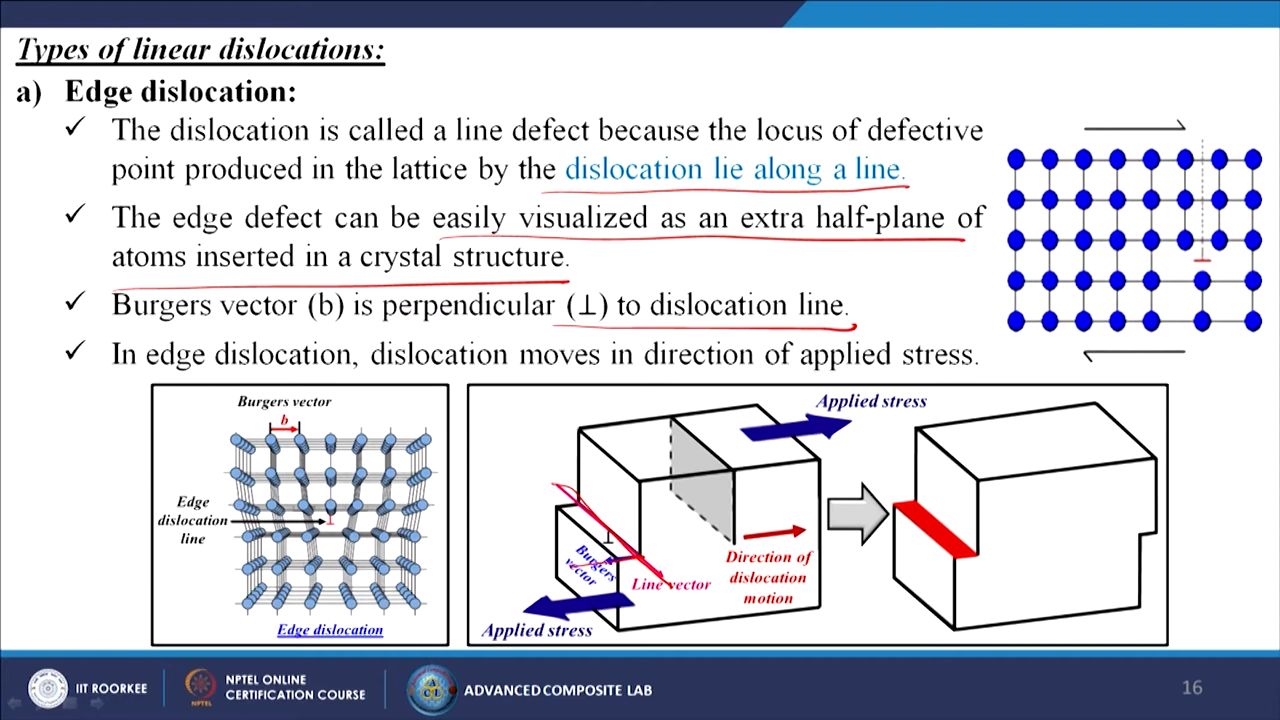 Types of linear dislocations:
a) Edge dislocation:
✓ The dislocation is called a line defect because the locus of defective
point produced in the lattice by the dislocation lie along a line.
✓ The edge defect can be easily visualized as an extra half-plane of
atoms inserted in a crystal structure.
✓ Burgers vector (b) is perpendicular (⊥) to dislocation line.
✓ In edge dislocation, dislocation moves in direction of applied stress.
Burgers vector
b
Edge
dislocation
line
Edge dislocation
Applied stress
Burgers
vector
Line vector
Direction of
dislocation
motion
Applied stress
IIT ROORKEE
NPTEL
NPTEL ONLINE
CERTIFICATION COURSE
ADVANCED COMPOSITE LAB
16